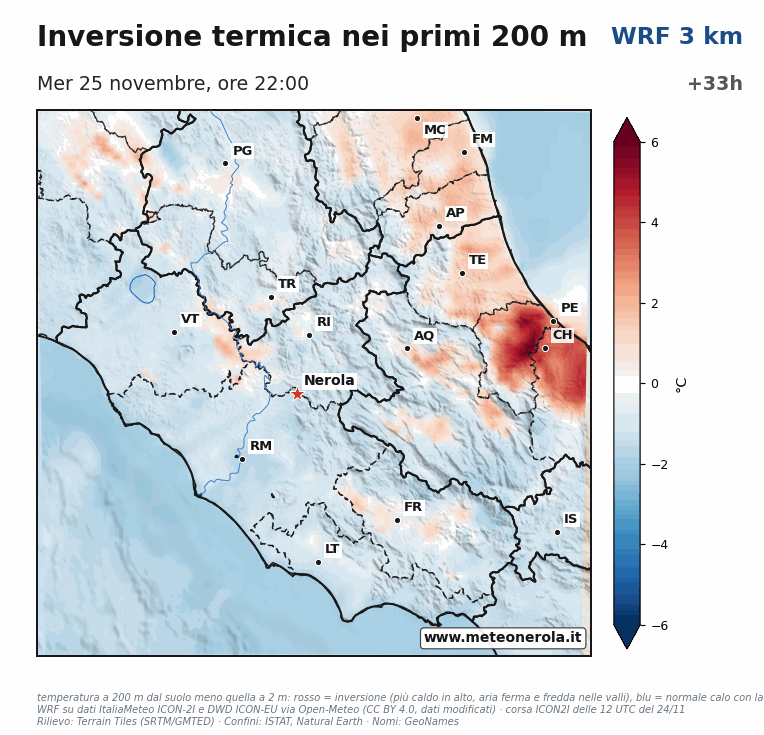 Inversione termica nei primi 200 m WRF 3 km
Mer 25 novembre, ore 22:00 +33h
MC
FM
PG
AP
TE
TR
PE
VT
RI
CH
AQ
Nerola
RM
FR
IS
LT
www.meteonerola.it
6
4
2
0
−2
−4
−6
°C
temperatura a 200 m dal suolo meno quella a 2 m: rosso = inversione (più caldo in alto, aria ferma e fredda nelle valli), blu = normale calo con la
WRF su dati ItaliaMeteo ICON-2I e DWD ICON-EU via Open-Meteo (CC BY 4.0, dati modificati) · corsa ICON2I delle 12 UTC del 24/11
Rilievo: Terrain Tiles (SRTM/GMTED) · Confini: ISTAT, Natural Earth · Nomi: GeoNames